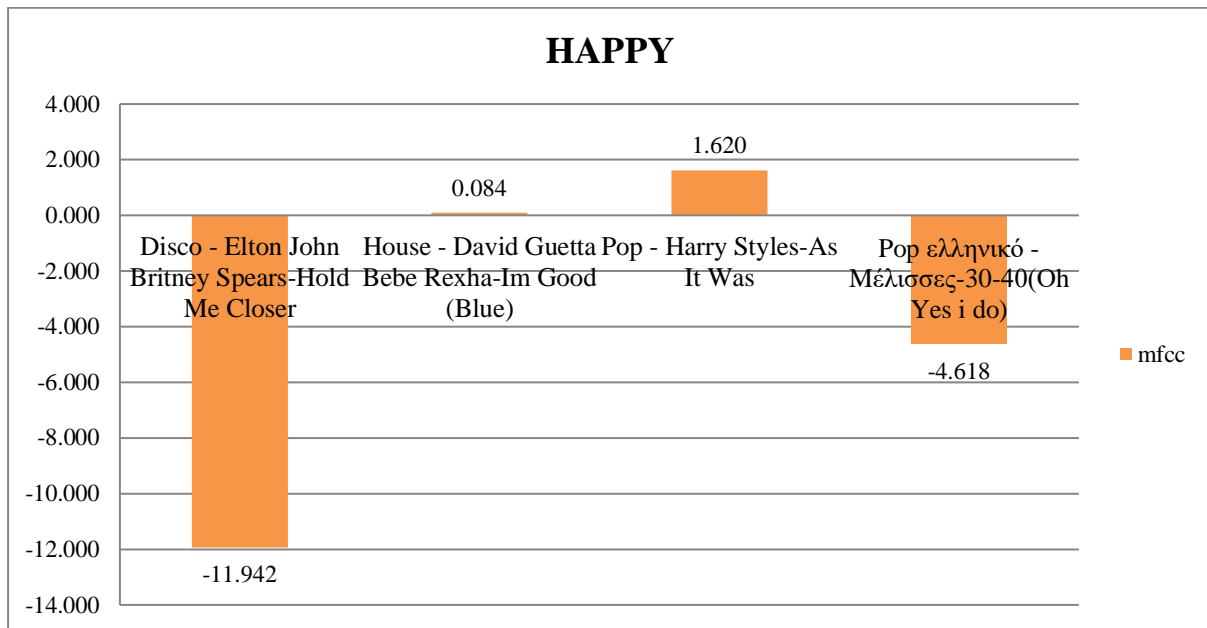 HAPPY
4.000
2.000
0.000
-2.000
-4.000
-6.000
-8.000
-10.000
-12.000
-14.000
1.620
0.084
Disco - Elton John
Britney Spears-Hold
Me Closer
House - David Guetta
Bebe Rexha-Im Good
(Blue)
Pop - Harry Styles-As
It Was
Pop ελληνικό -
Μέλισσες-30-40(Oh
Yes i do)
-4.618
-11.942
mfcc